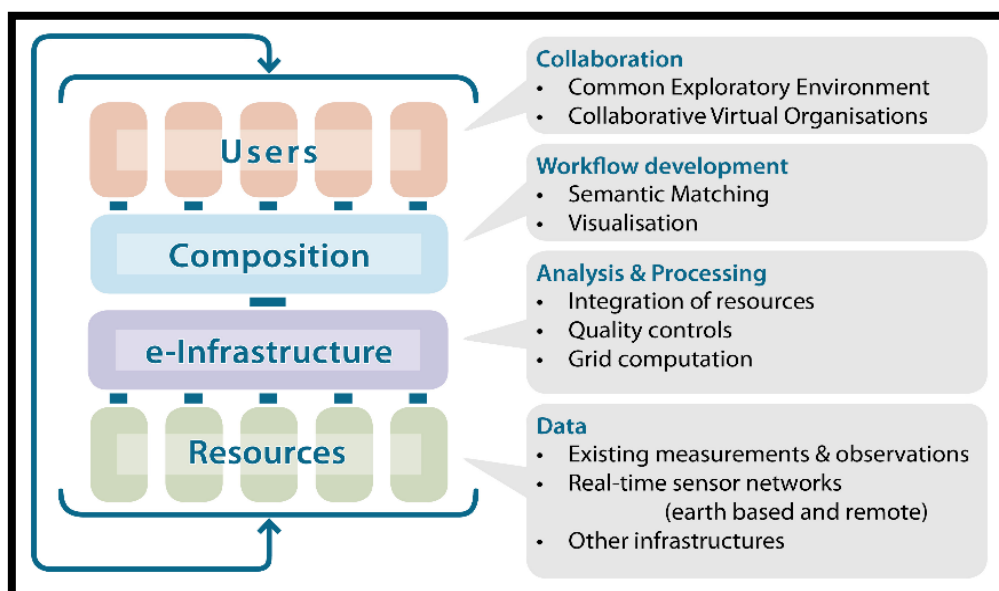 Users
Composition
e-Infrastructure
Resources
Collaboration
• Common Exploratory Environment
• Collaborative Virtual Organisations
Workflow development
• Semantic Matching
• Visualisation
Analysis & Processing
• Integration of resources
• Quality controls
• Grid computation
Data
• Existing measurements & observations
• Real-time sensor networks
(earth based and remote)
• Other infrastructures